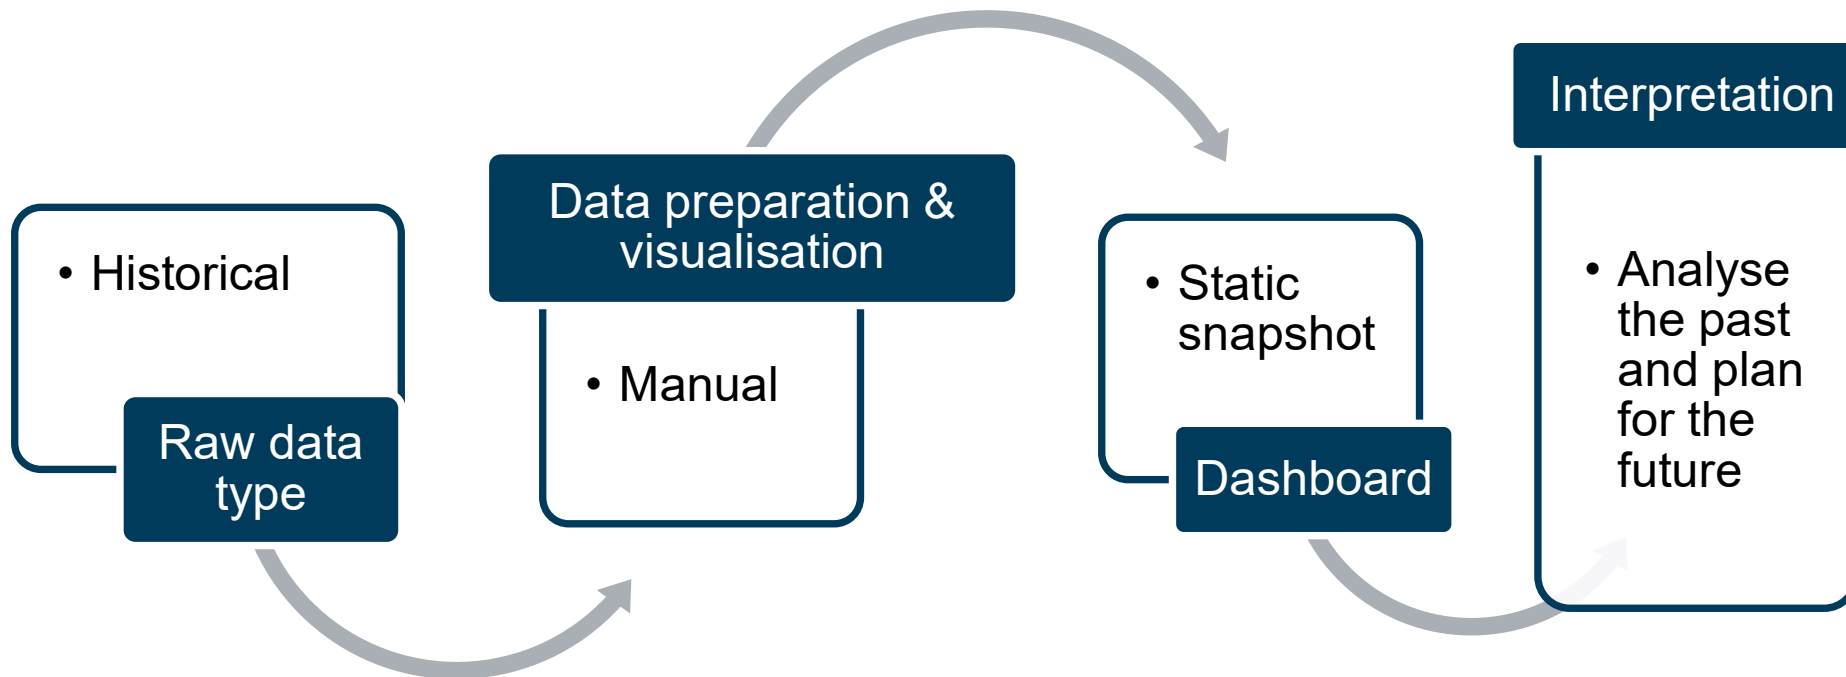 • Historical
Raw data
type
Data preparation &
visualisation
• Manual
• Static
snapshot
Dashboard
Interpretation
• Analyse
the past
and plan
for the
future